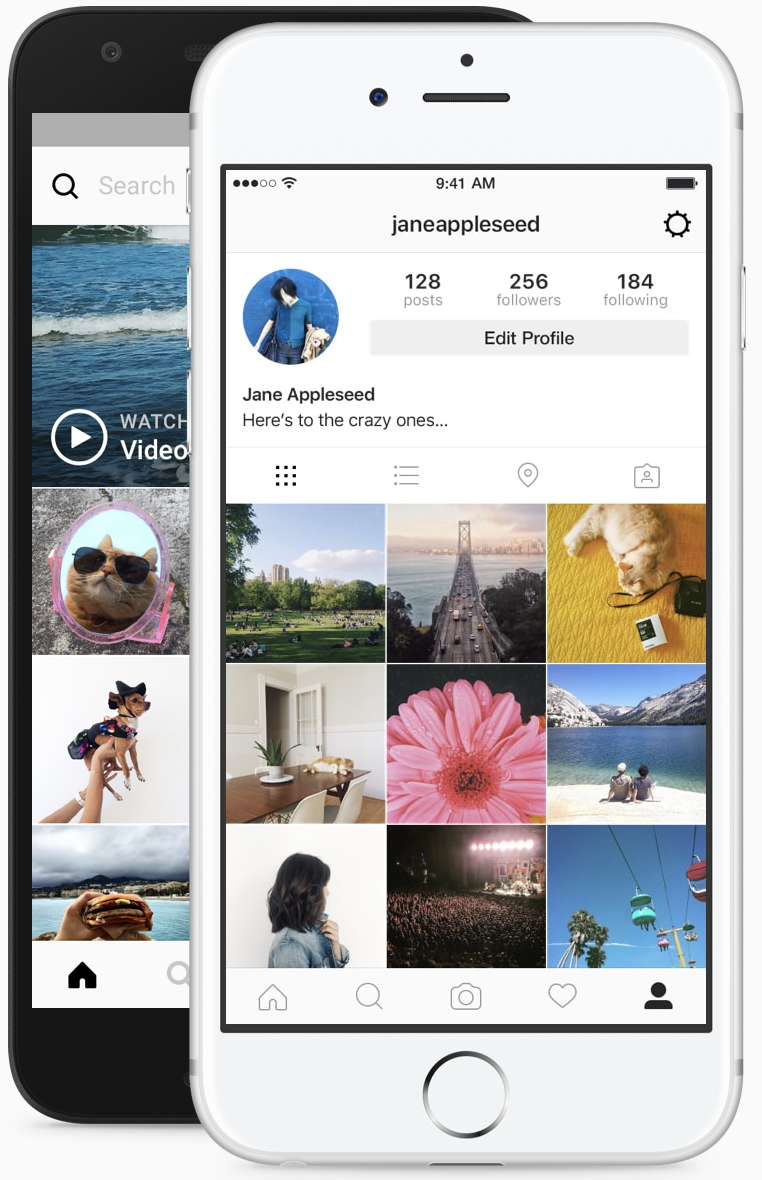 Search
WATCH
Video
9:41 AM
janeappleseed
128
256
184
posts
followers
following
Edit Profile
Jane Appleseed
Here's to the crazy ones...